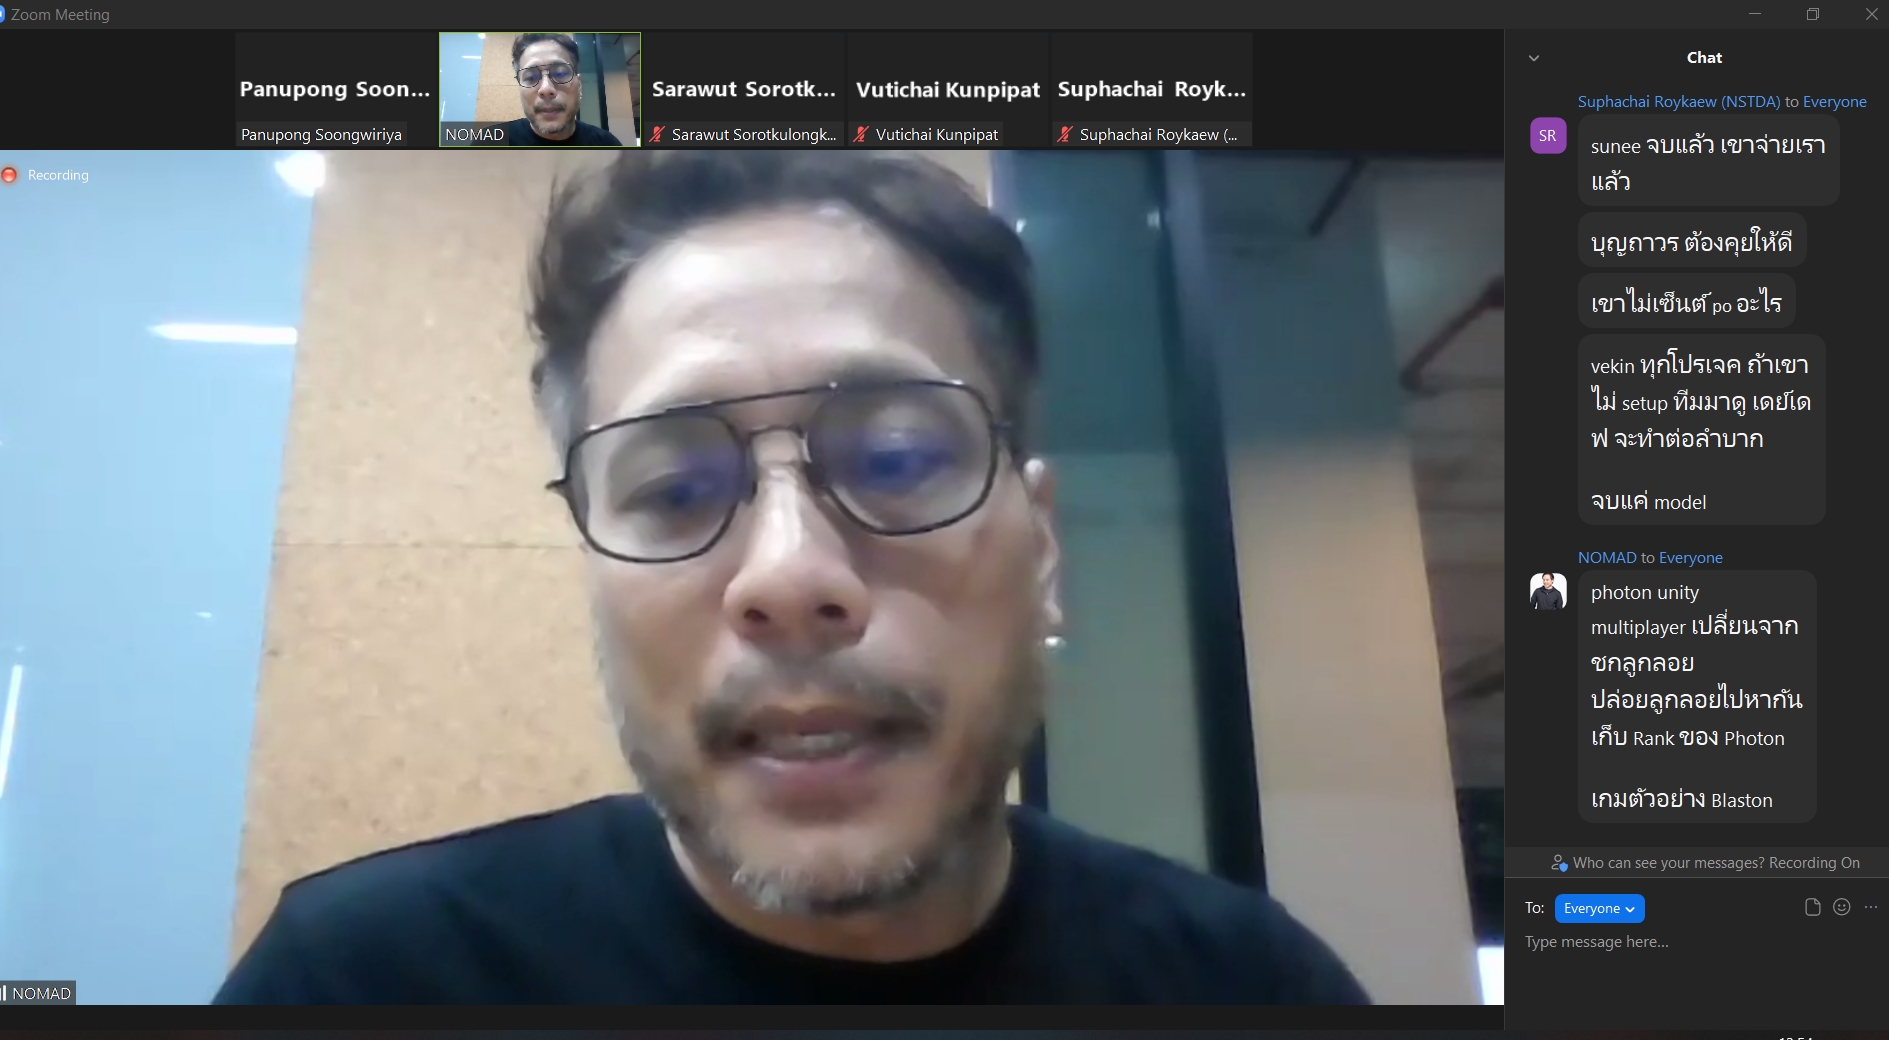 Zoom Meeting
Panupong Soon...
Sarawut Sorotk...
Vutichai Kunpipat
Suphachai Royk...
Panupong Soongwiriya
NOMAD
Sarawut Sorotkulongk...
Vutichai Kunpipat
Suphachai Roykaew (...
Recording
NOMAD
Chat
Suphachai Roykaew (NSTDA) to Everyone
SR
sunee จบแล้ว เขาจ่ายเรา
แล้ว
บุญถาวร ต้องคุยให้ดี
เขาไม่เซ็นต์ po อะไร
vekin ทุกโปรเจค ถ้าเขา
ไม่ setup ทีมมาดู เดย์เด
ฟ จะทำต่อลำบาก
จบแค่ model
NOMAD to Everyone
photon unity
multiplayer เปลี่ยนจาก
ชกลูกลอย
ปล่อยลูกลอยไปหากัน
เก็บ Rank ของ Photon
เกมตัวอย่าง Blaston
Who can see your messages? Recording On
To: Everyone
Type message here...